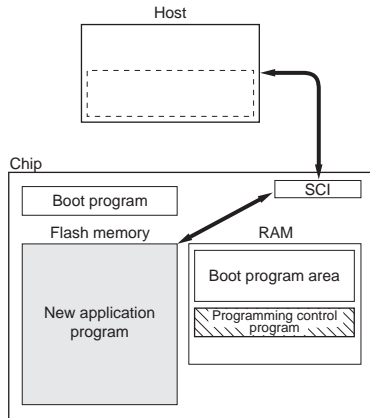 Host
Chip
SCI
Boot program
Flash memory
RAM
New application
program
Boot program area
Programming control
program